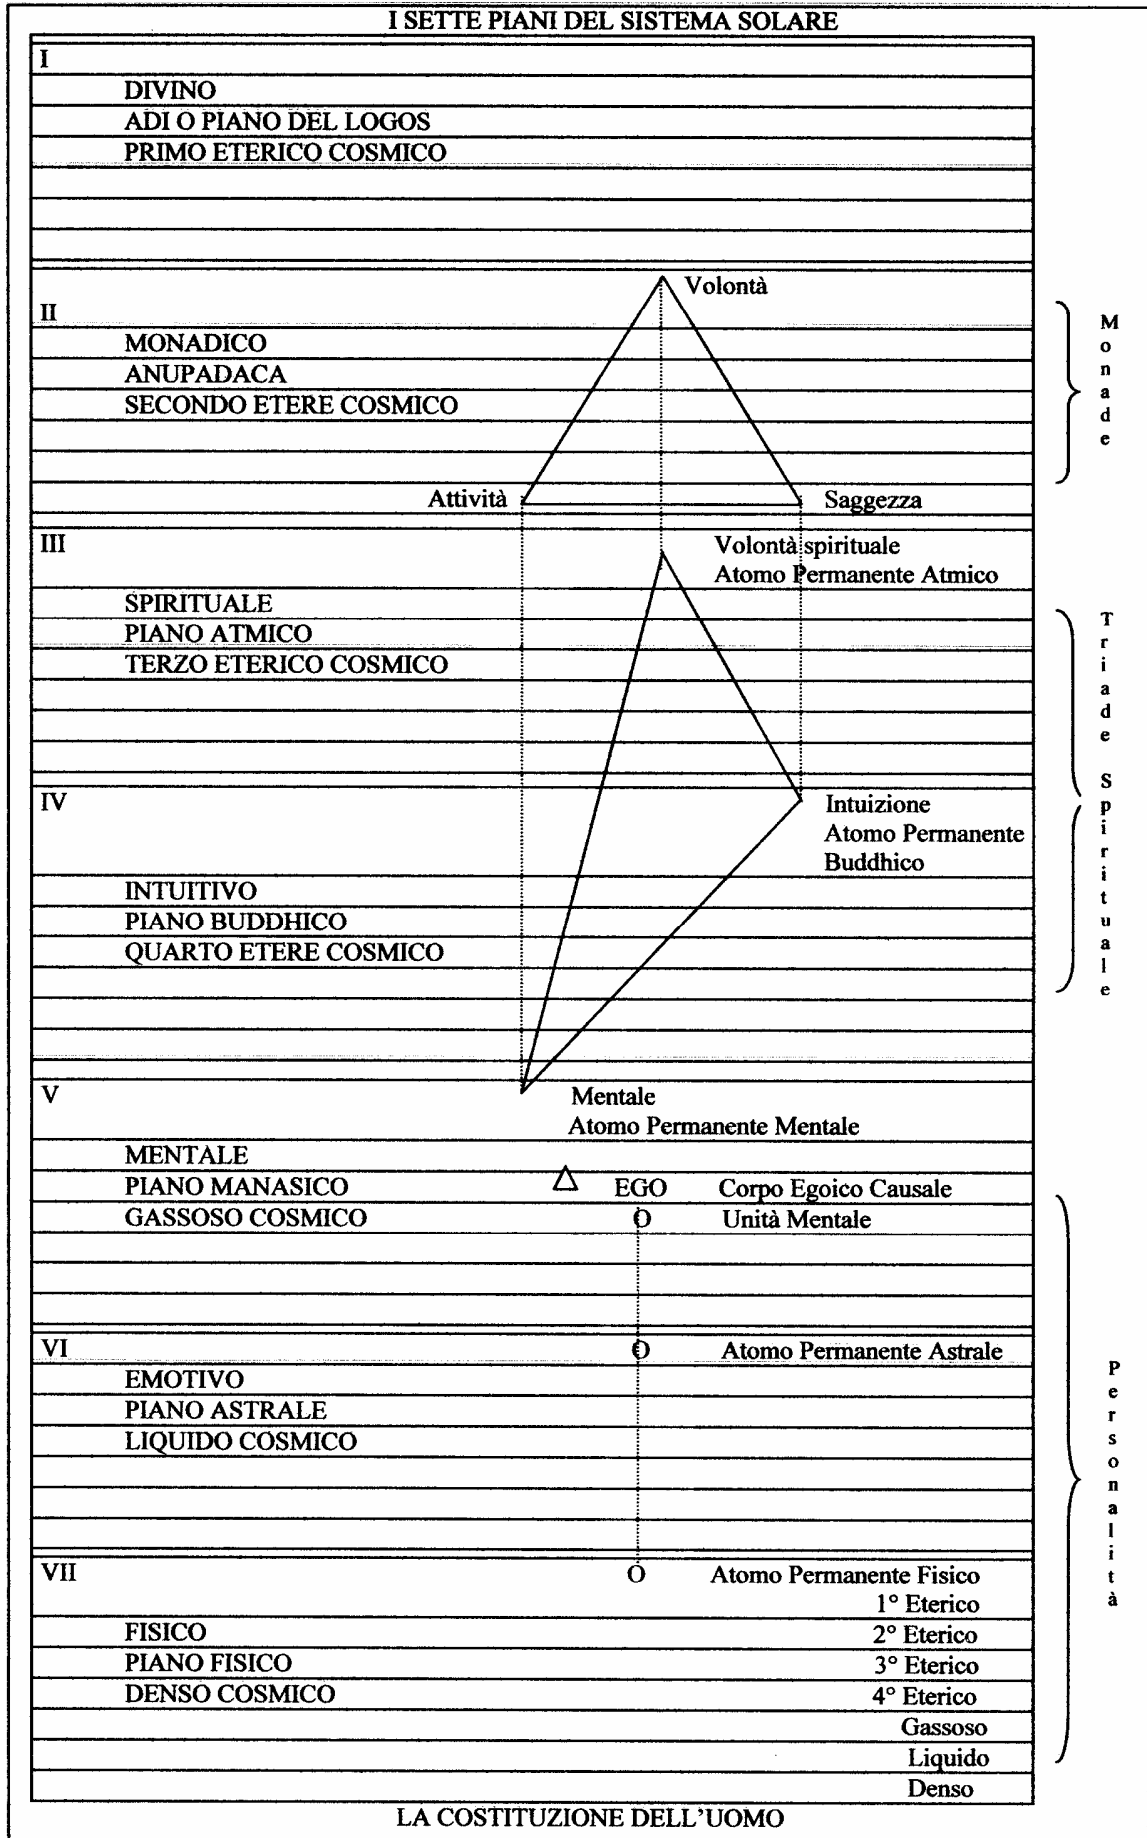 I SETTE PIANI DEL SISTEMA SOLARE
I
DIVINO
ADI O PIANO DEL LOGOS
PRIMO ETERICO COSMICO
Volontà
II
MONADICO
ANUPADACA
SECONDO ETERE COSMICO
Attività Saggezza
Monade
III Volontà spirituale
Atomo Permanente Atmico
SPIRITUALE
PIANO ATMICO
TERZO ETERICO COSMICO
IV Intuizione
Atomo Permanente
Buddhico
INTUITIVO
PIANO BUDDHICO
QUARTO ETERE COSMICO
Triade Spirituale
V Mentale
Atomo Permanente Mentale
MENTALE
PIANO MANASICO EGO Corpo Egoico Causale
GASSOSO COSMICO O Unità Mentale
VI O Atomo Permanente Astrale
EMOTIVO
PIANO ASTRALE
LIQUIDO COSMICO
VII O Atomo Permanente Fisico
1° Eterico
FISICO 2° Eterico
PIANO FISICO 3° Eterico
DENSO COSMICO 4° Eterico
Gassoso
Liquido
Denso
Personalità
LA COSTITUZIONE DELL'UOMO